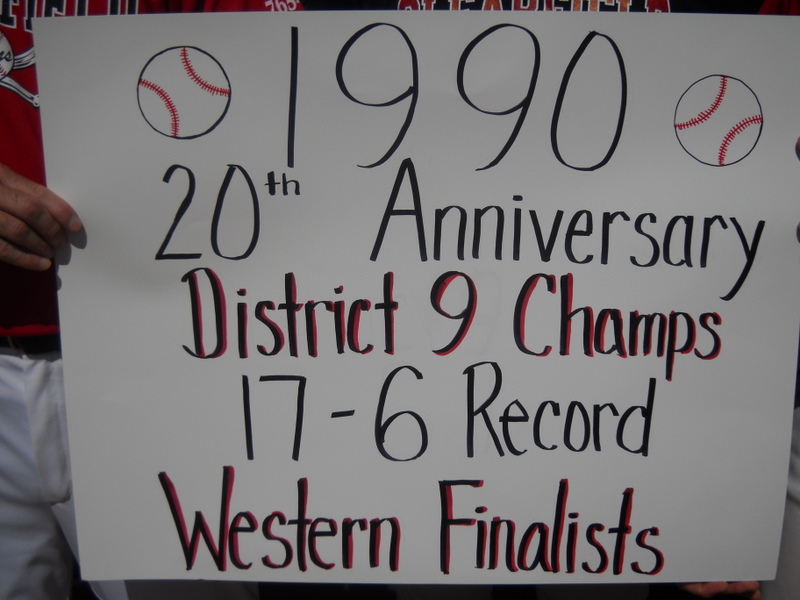 1990
20th Anniversary
District 9 Champs
17-6 Record
Western Finalists